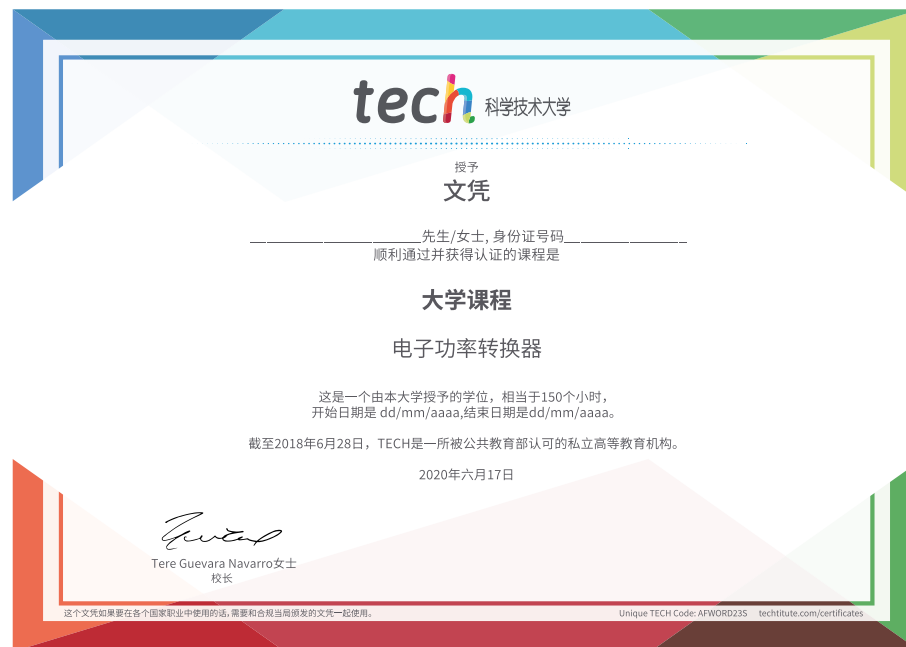 tech 科学技术大学
授予
文凭
________________________先生/女士, 身份证号码_________________
顺利通过并获得认证的课程是
大学课程
电子功率转换器
这是一个由本大学授予的学位，相当于150个小时，
开始日期是 dd/mm/aaaa,结束日期是dd/mm/aaaa。
截至2018年6月28日，TECH是一所被公共教育部认可的私立高等教育机构。
2020年六月17日
Tere Guevara Navarro女士
校长
这个文凭如果要在各个国家职业中使用的话,需要和合规当局颁发的文凭一起使用。
Unique TECH Code: AFWORD23S techtitute.com/certificates